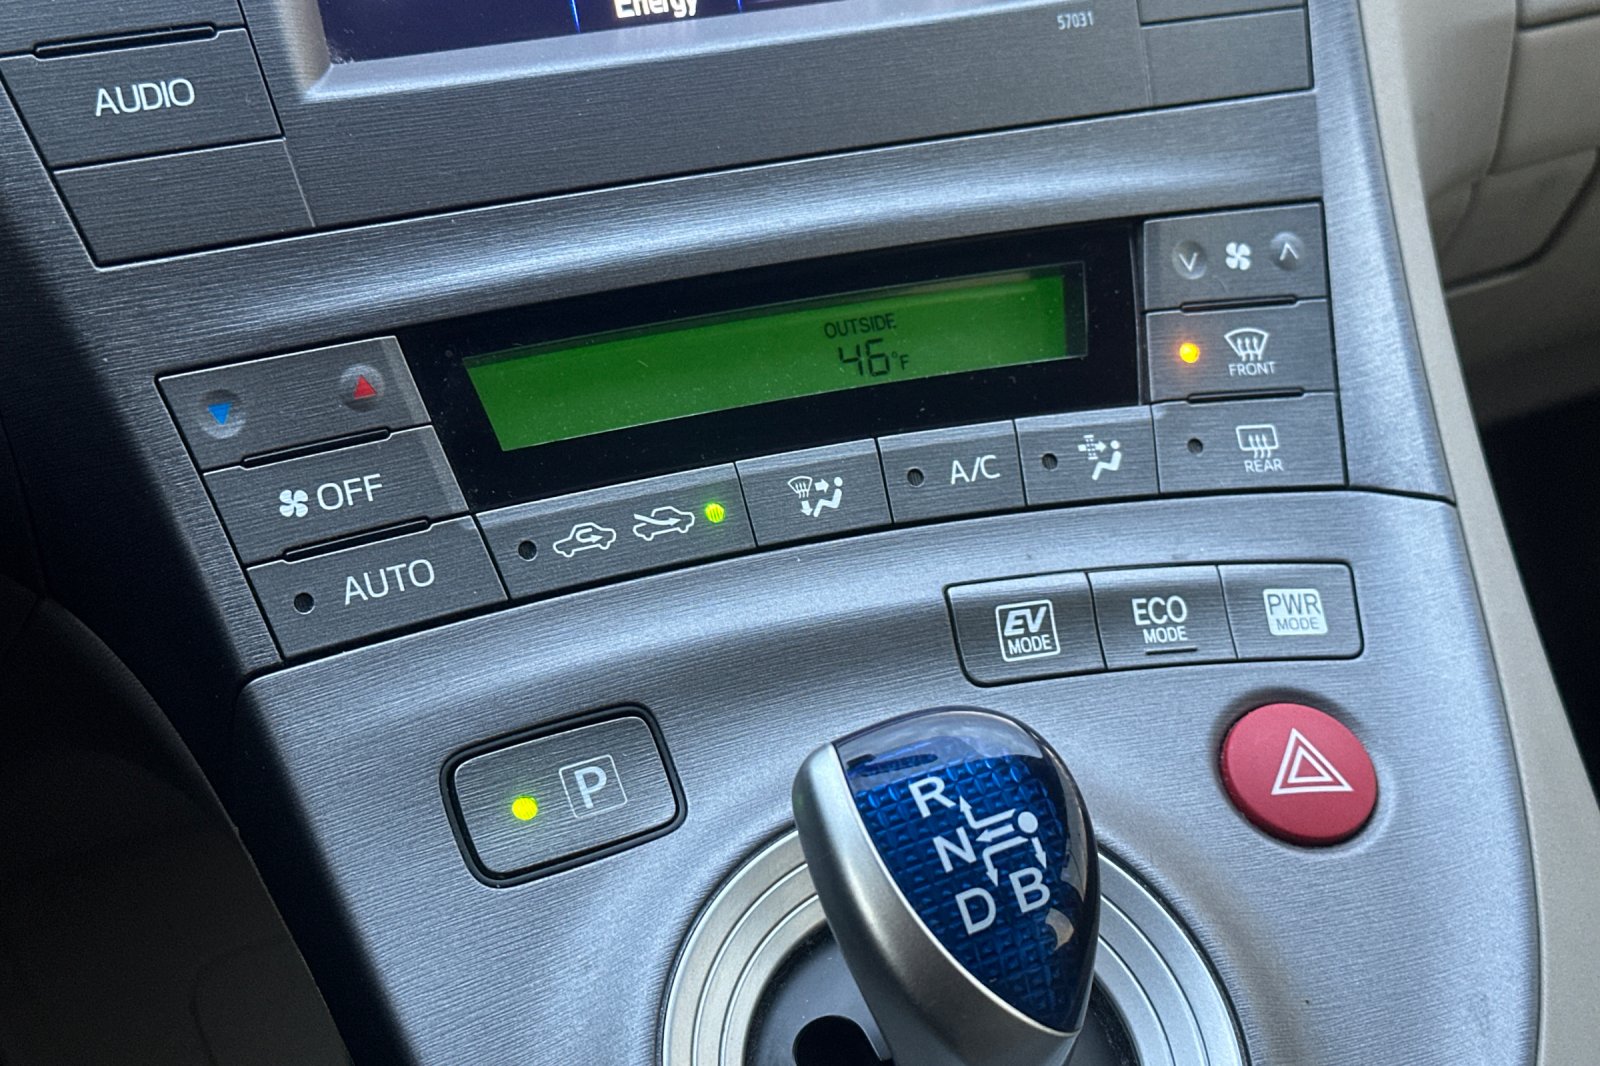 Energy
57031
AUDIO
OUTSIDE
46°F
FRONT
OFF
A/C
REAR
AUTO
EV
MODE
ECO
MODE
PWR
MODE
P
R
N
D
B